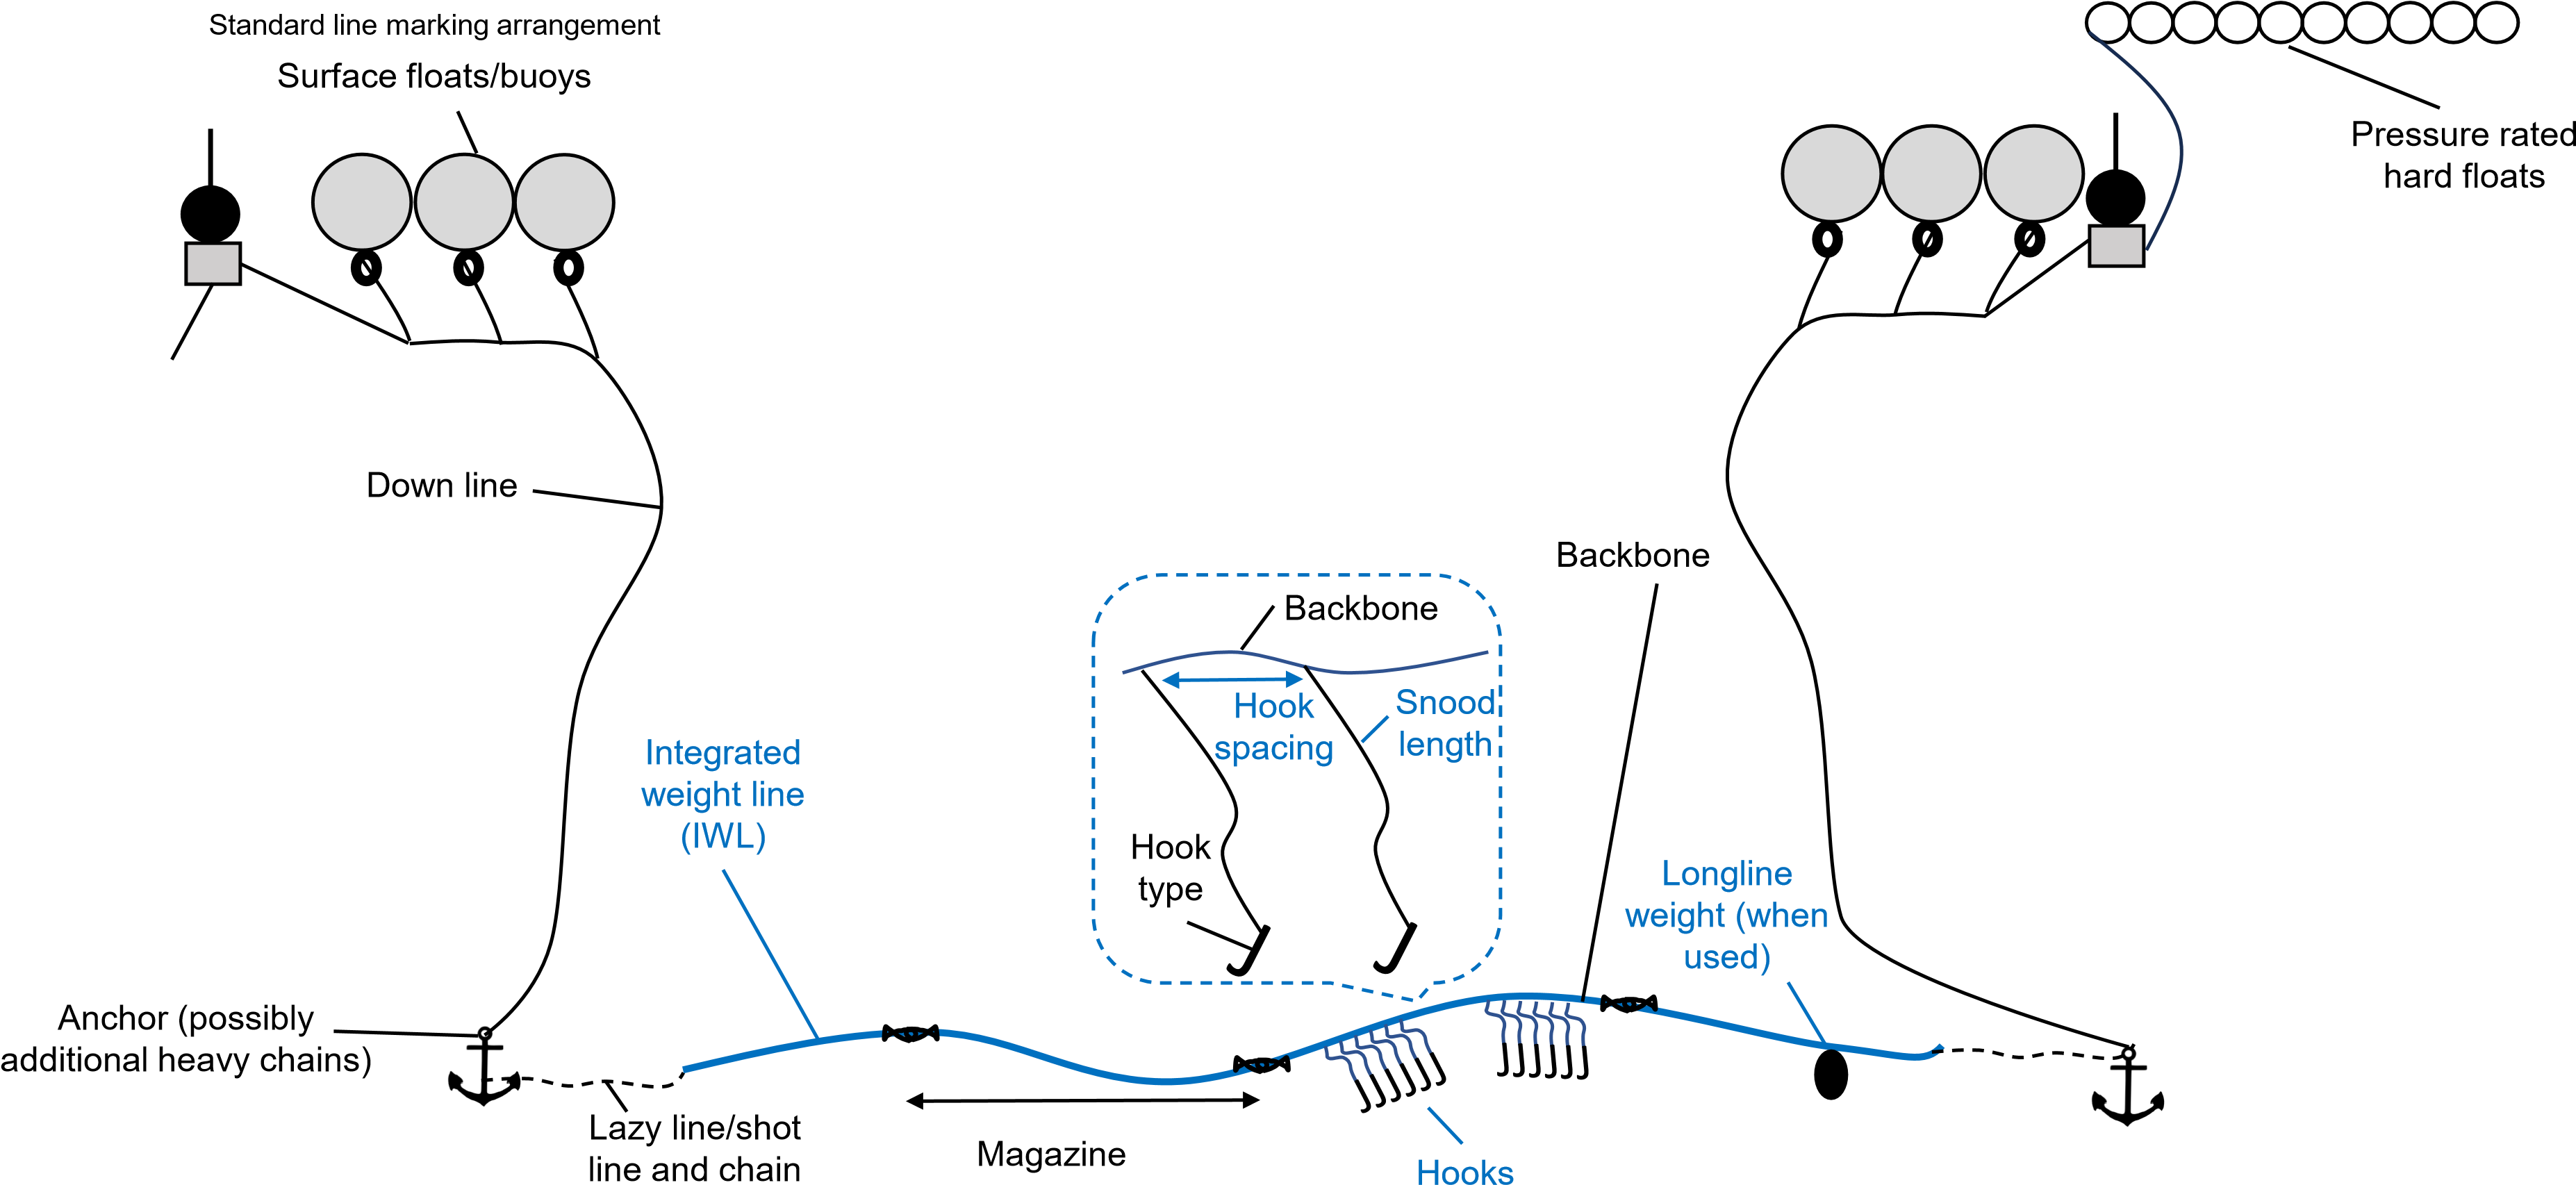 Standard line marking arrangement
Surface floats/buoys
Pressure rated
hard floats
Down line
Backbone
Backbone
Hook
spacing
Snood
length
Hook
type
Integrated
weight line
(IWL)
Longline
weight (when
used)
Anchor (possibly
additional heavy chains)
Lazy line/shot
line and chain
Magazine
Hooks